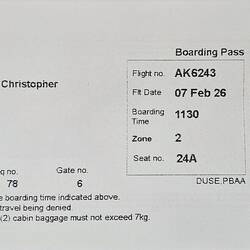 Boarding Pass
Christopher
Flight no. AK6243
Flt Date 07 Feb 26
Boarding Time 1130
Zone 2
Seat no. 24A
q no. Gate no.
78 6
DUSE,PBAA
e boarding time indicated above.
travel being denied.
(2) cabin baggage must not exceed 7kg.